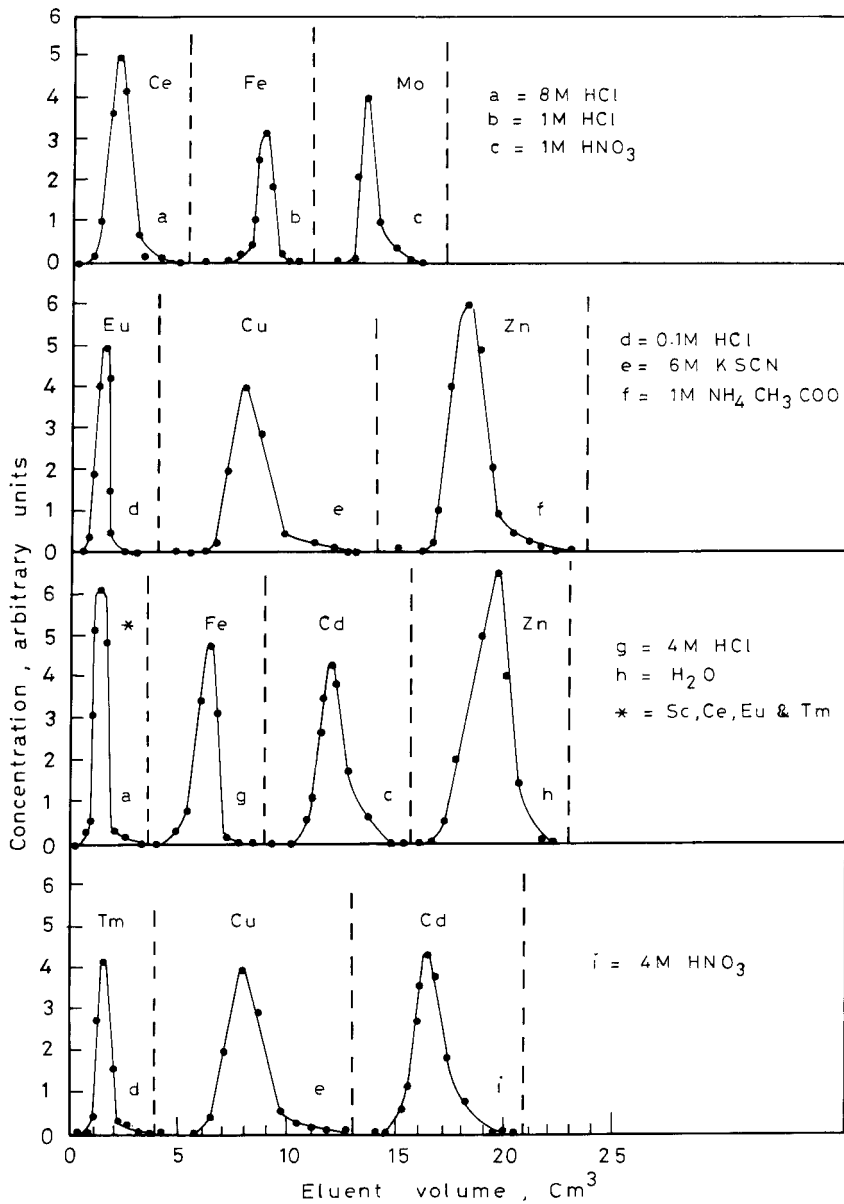 6
5
4
3
2
1
0
Ce
Fe
Mo
a
b
c
a = 8M HCl
b = 1M HCl
c = 1M HNO3
5
4
3
2
1
0
Eu
Cu
Zn
d
e
f
d = 0.1M HCl
e = 6M KSCN
f = 1M NH4 CH3COO
6
5
4
3
2
1
0
*
Fe
Cd
Zn
a
g
c
h
g = 4M HCl
h = H2O
* = Sc,Ce,Eu & Tm
6
5
4
3
2
1
0
Tm
Cu
Cd
d
e
i
i = 4M HNO3
0 5 10 15 20 25
Eluent volume , Cm3
Concentration , arbitrary units